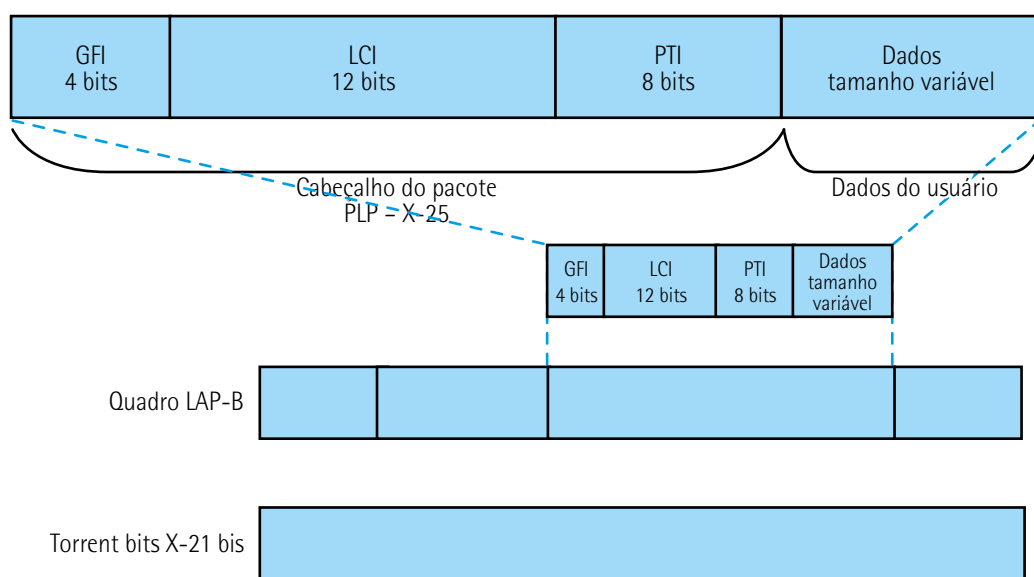 GFI
4 bits
LCI
12 bits
PTI
8 bits
Dados
tamanho variável
Cabeçalho do pacote
PLP = X-25
Dados do usuário
GFI
4 bits
LCI
12 bits
PTI
8 bits
Dados
tamanho
variável
Quadro LAP-B
Torrent bits X-21 bis